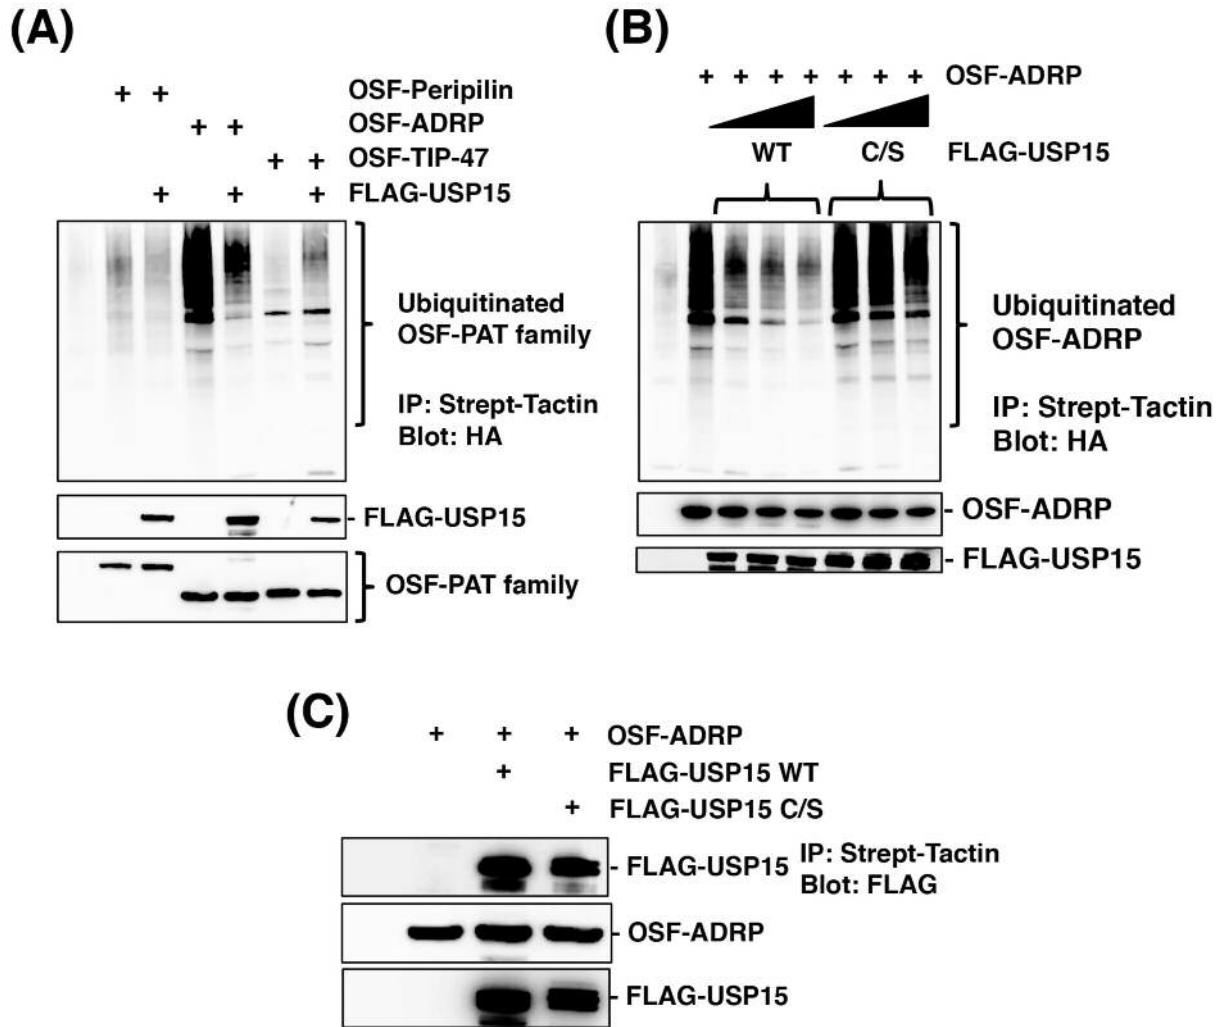 (A)
+ + OSF-Peripilin
+ + OSF-ADRP
+ + OSF-TIP-47
+ + + FLAG-USP15
Ubiquitinated
OSF-PAT family
IP: Strept-Tactin
Blot: HA
- FLAG-USP15
OSF-PAT family
(B)
+ + + + + + + OSF-ADRP
WT C/S FLAG-USP15
Ubiquitinated
OSF-ADRP
IP: Strept-Tactin
Blot: HA
- OSF-ADRP
- FLAG-USP15
(C)
+ + + OSF-ADRP
+ FLAG-USP15 WT
+ FLAG-USP15 C/S
- FLAG-USP15
IP: Strept-Tactin
Blot: FLAG
- OSF-ADRP
- FLAG-USP15